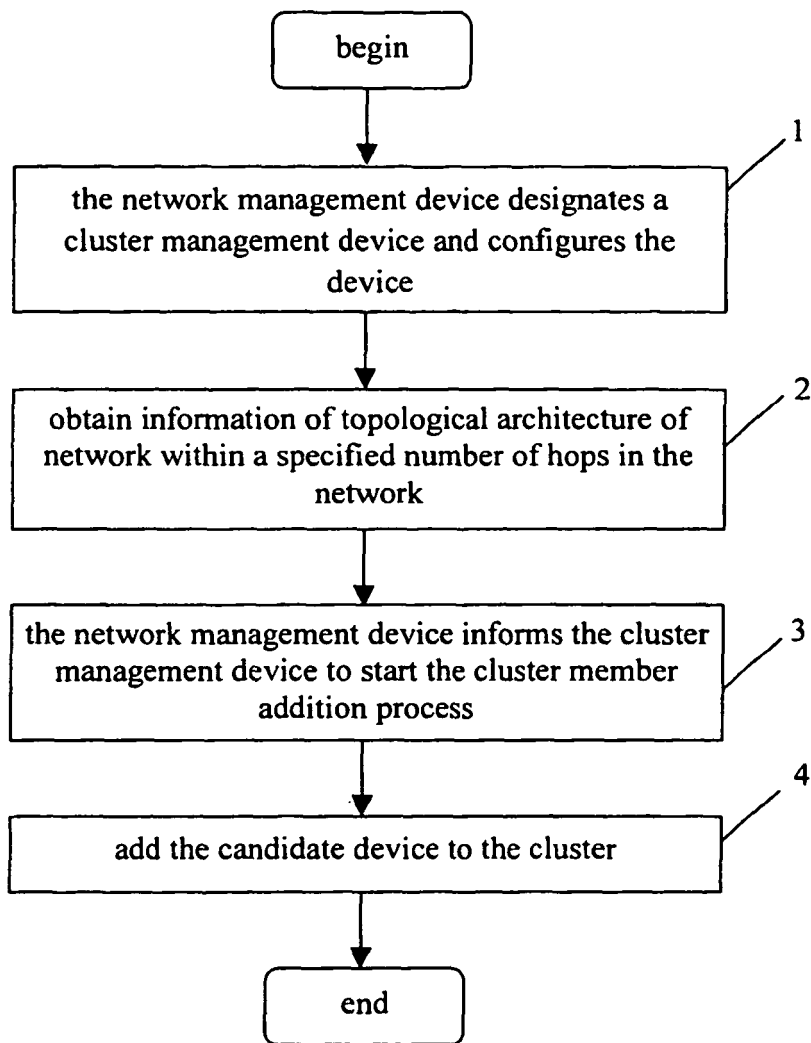 begin
1
the network management device designates a
cluster management device and configures the
device
2
obtain information of topological architecture of
network within a specified number of hops in the
network
3
the network management device informs the cluster
management device to start the cluster member
addition process
4
add the candidate device to the cluster
end